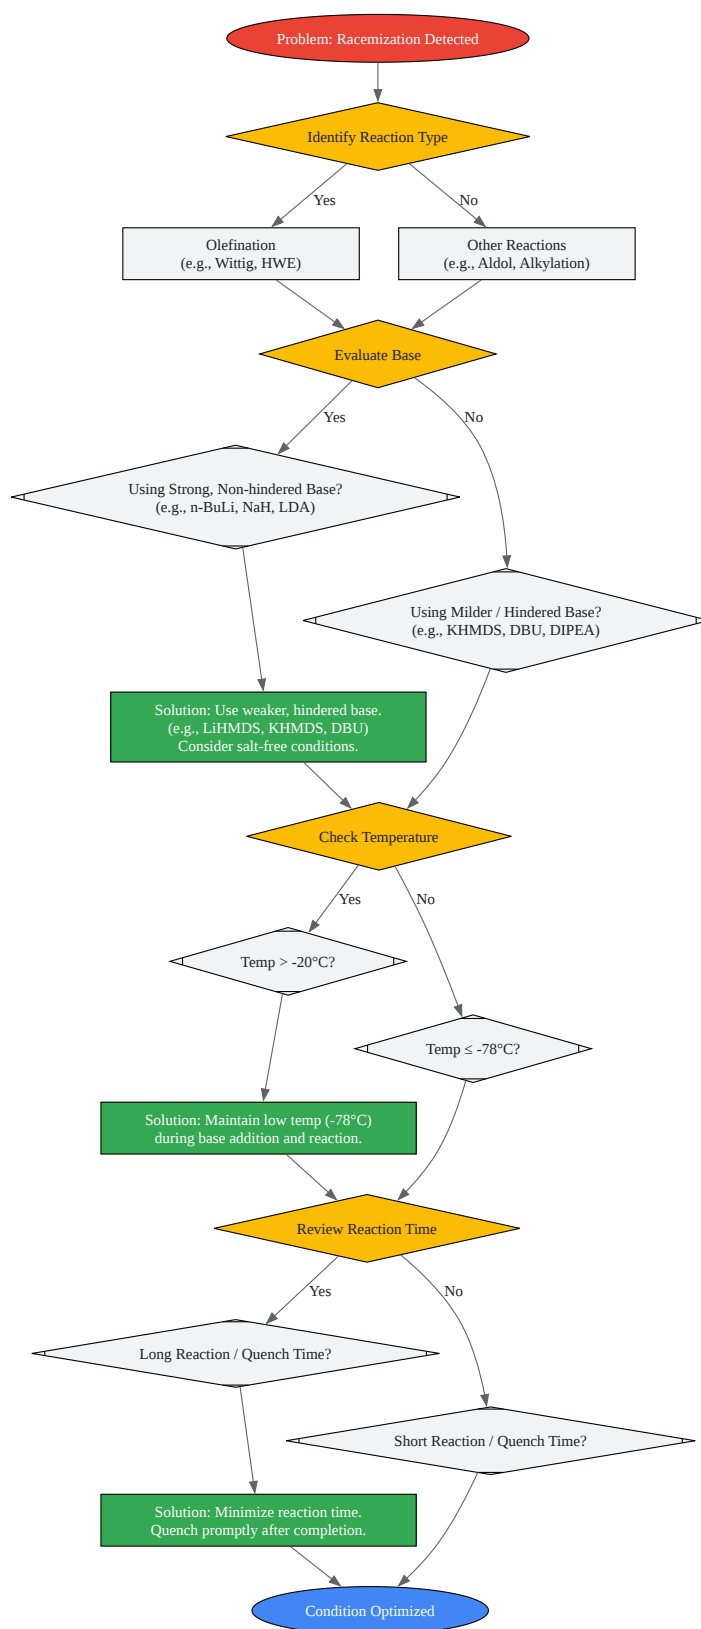 Problem: Racemization Detected
Identify Reaction Type
Yes
No
Olefination
(e.g., Wittig, HWE)
Other Reactions
(e.g., Aldol, Alkylation)
Evaluate Base
Yes
No
Using Strong, Non-hindered Base?
(e.g., n-BuLi, NaH, LDA)
Using Milder / Hindered Base?
(e.g., KHMDS, DBU, DIPEA)
Solution: Use weaker, hindered base.
(e.g., LiHMDS, KHMDS, DBU)
Consider salt-free conditions.
Check Temperature
Yes
No
Temp > -20°C?
Temp ≤ -78°C?
Solution: Maintain low temp (-78°C)
during base addition and reaction.
Review Reaction Time
Yes
No
Long Reaction / Quench Time?
Short Reaction / Quench Time?
Solution: Minimize reaction time.
Quench promptly after completion.
Condition Optimized